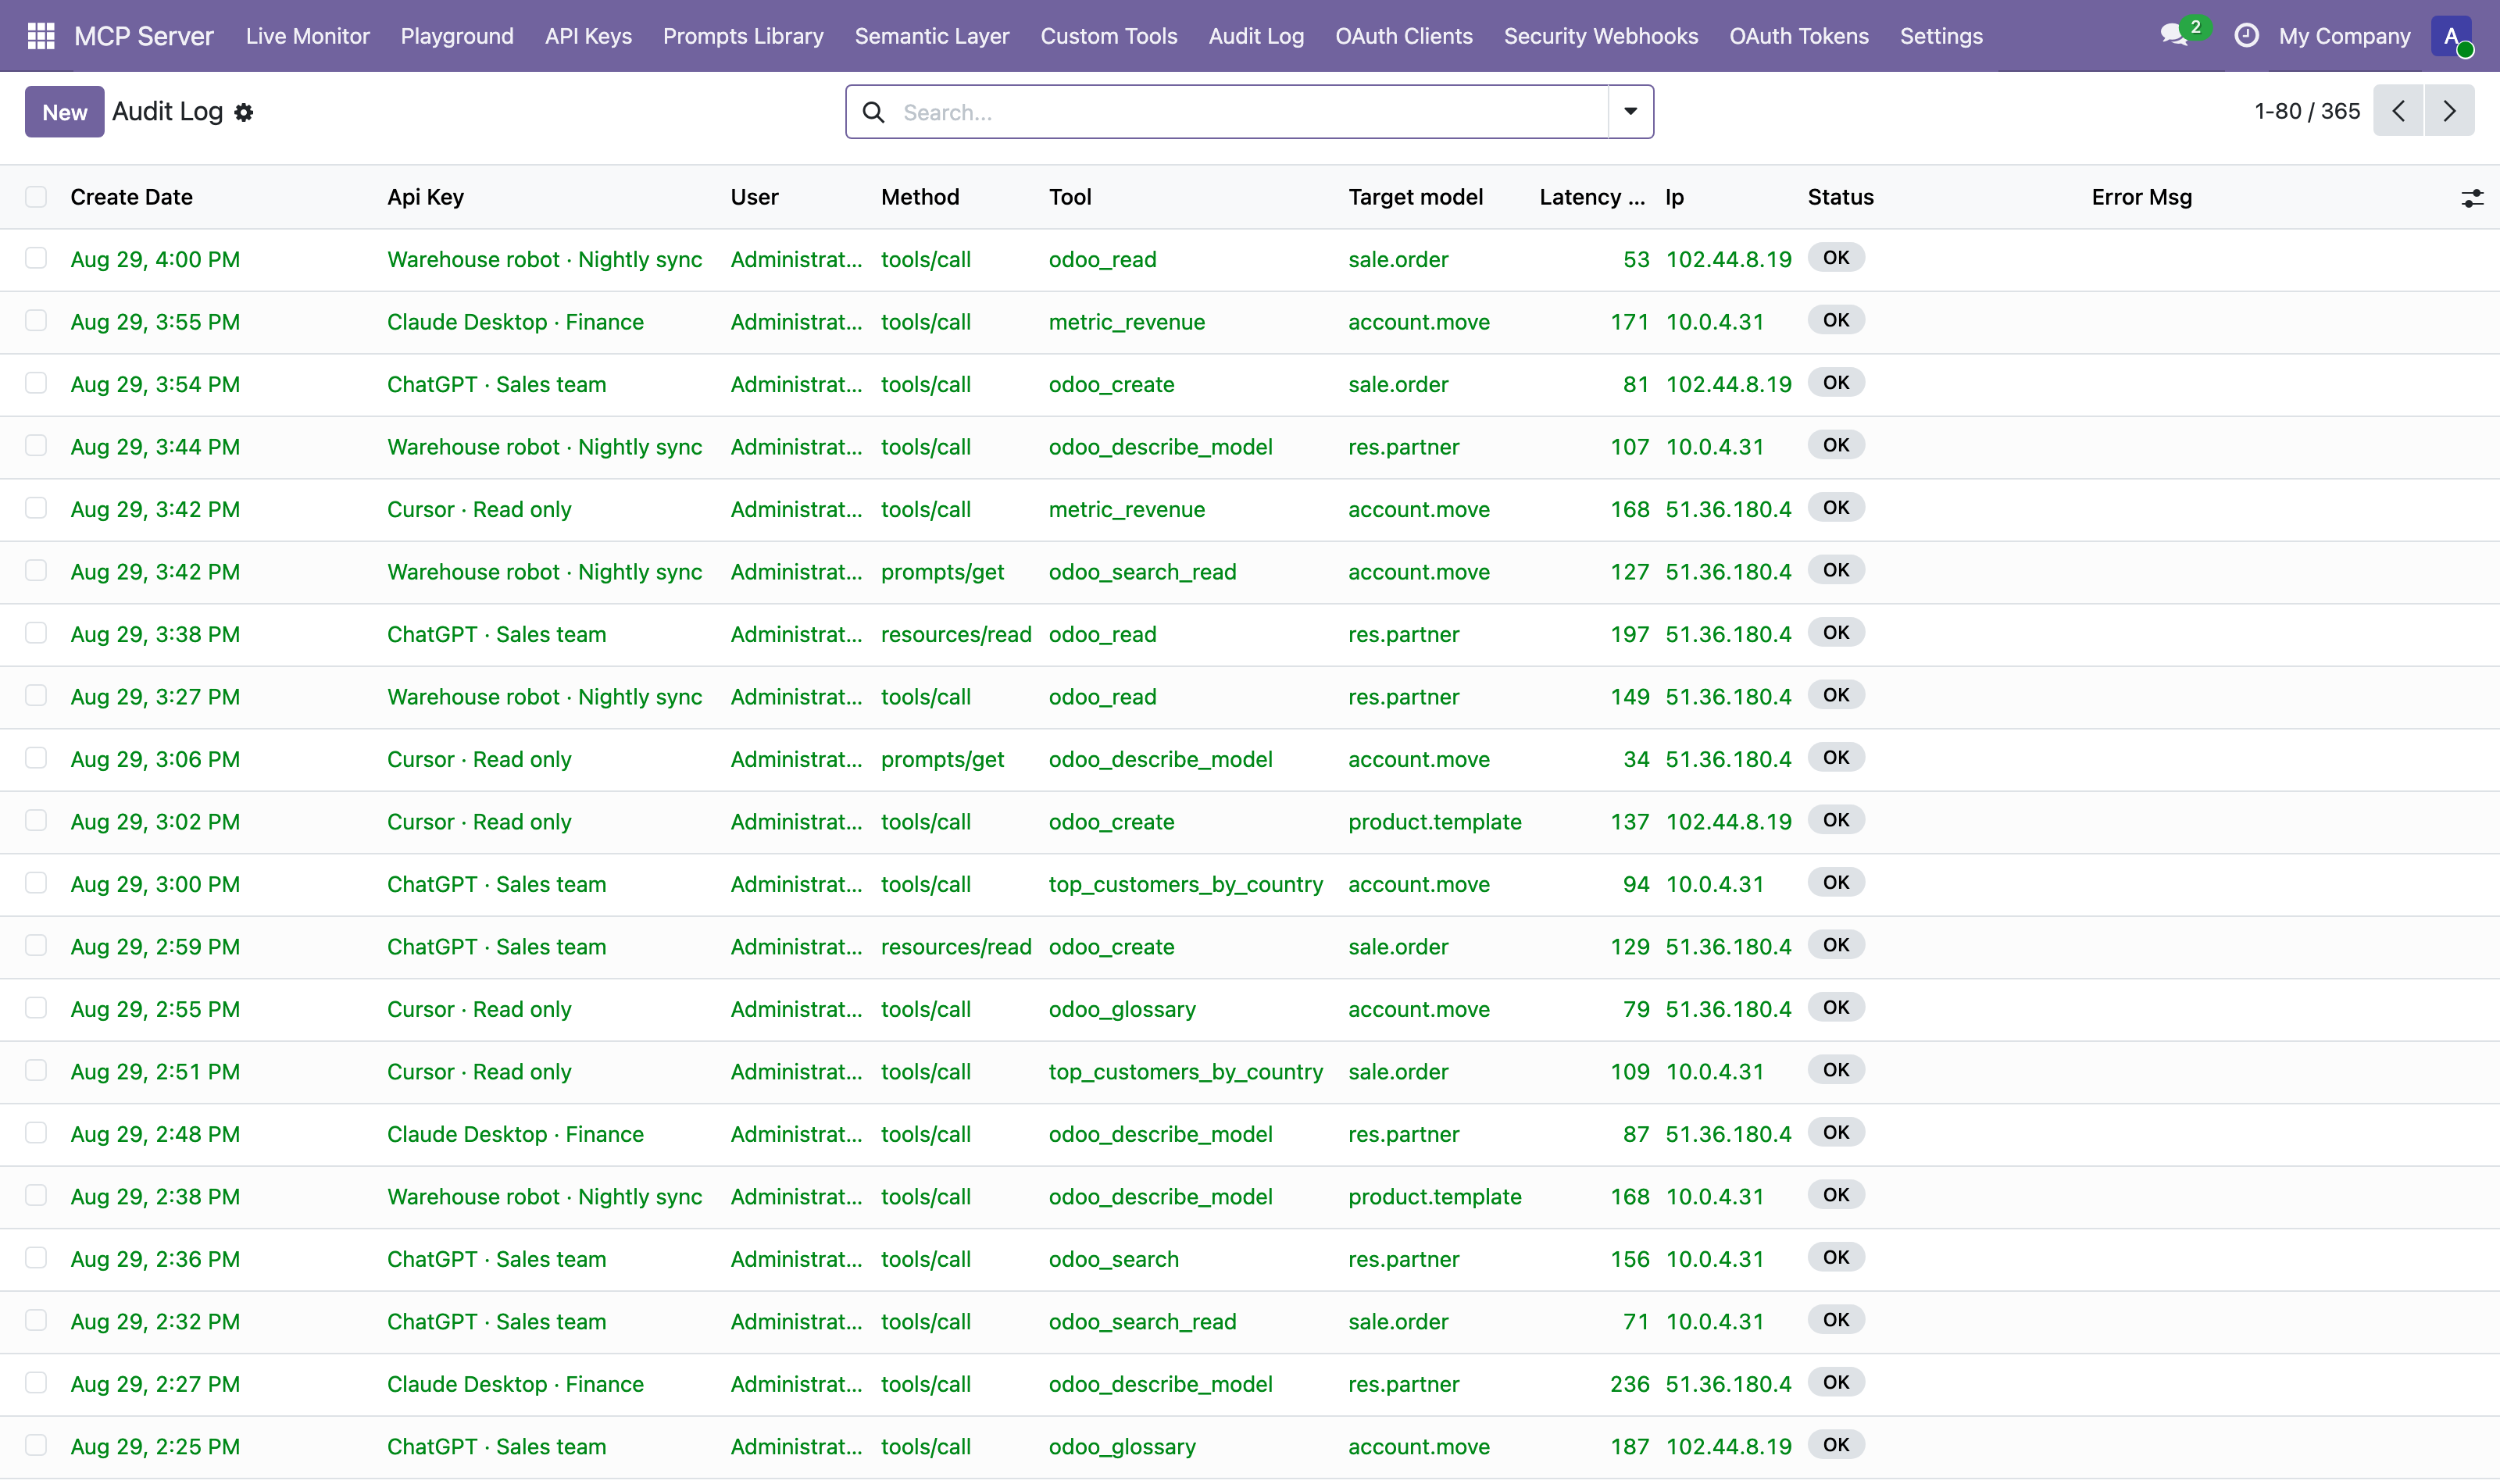 MCP Server Live Monitor Playground API Keys Prompts Library Semantic Layer Custom Tools Audit Log OAuth Clients Security Webhooks OAuth Tokens Settings 2 My Company A
New Audit Log Search... 1-80 / 365
Create Date Api Key User Method Tool Target model Latency ... Ip Status Error Msg
Aug 29, 4:00 PM Warehouse robot · Nightly sync Administrat... tools/call odoo_read sale.order 53 102.44.8.19 OK
Aug 29, 3:55 PM Claude Desktop · Finance Administrat... tools/call metric_revenue account.move 171 10.0.4.31 OK
Aug 29, 3:54 PM ChatGPT · Sales team Administrat... tools/call odoo_create sale.order 81 102.44.8.19 OK
Aug 29, 3:44 PM Warehouse robot · Nightly sync Administrat... tools/call odoo_describe_model res.partner 107 10.0.4.31 OK
Aug 29, 3:42 PM Cursor · Read only Administrat... tools/call metric_revenue account.move 168 51.36.180.4 OK
Aug 29, 3:42 PM Warehouse robot · Nightly sync Administrat... prompts/get odoo_search_read account.move 127 51.36.180.4 OK
Aug 29, 3:38 PM ChatGPT · Sales team Administrat... resources/read odoo_read res.partner 197 51.36.180.4 OK
Aug 29, 3:27 PM Warehouse robot · Nightly sync Administrat... tools/call odoo_read res.partner 149 51.36.180.4 OK
Aug 29, 3:06 PM Cursor · Read only Administrat... prompts/get odoo_describe_model account.move 34 51.36.180.4 OK
Aug 29, 3:02 PM Cursor · Read only Administrat... tools/call odoo_create product.template 137 102.44.8.19 OK
Aug 29, 3:00 PM ChatGPT · Sales team Administrat... tools/call top_customers_by_country account.move 94 10.0.4.31 OK
Aug 29, 2:59 PM ChatGPT · Sales team Administrat... resources/read odoo_create sale.order 129 51.36.180.4 OK
Aug 29, 2:55 PM Cursor · Read only Administrat... tools/call odoo_glossary account.move 79 51.36.180.4 OK
Aug 29, 2:51 PM Cursor · Read only Administrat... tools/call top_customers_by_country sale.order 109 10.0.4.31 OK
Aug 29, 2:48 PM Claude Desktop · Finance Administrat... tools/call odoo_describe_model res.partner 87 51.36.180.4 OK
Aug 29, 2:38 PM Warehouse robot · Nightly sync Administrat... tools/call odoo_describe_model product.template 168 10.0.4.31 OK
Aug 29, 2:36 PM ChatGPT · Sales team Administrat... tools/call odoo_search res.partner 156 10.0.4.31 OK
Aug 29, 2:32 PM ChatGPT · Sales team Administrat... tools/call odoo_search_read sale.order 71 10.0.4.31 OK
Aug 29, 2:27 PM Claude Desktop · Finance Administrat... tools/call odoo_describe_model res.partner 236 51.36.180.4 OK
Aug 29, 2:25 PM ChatGPT · Sales team Administrat... tools/call odoo_glossary account.move 187 102.44.8.19 OK